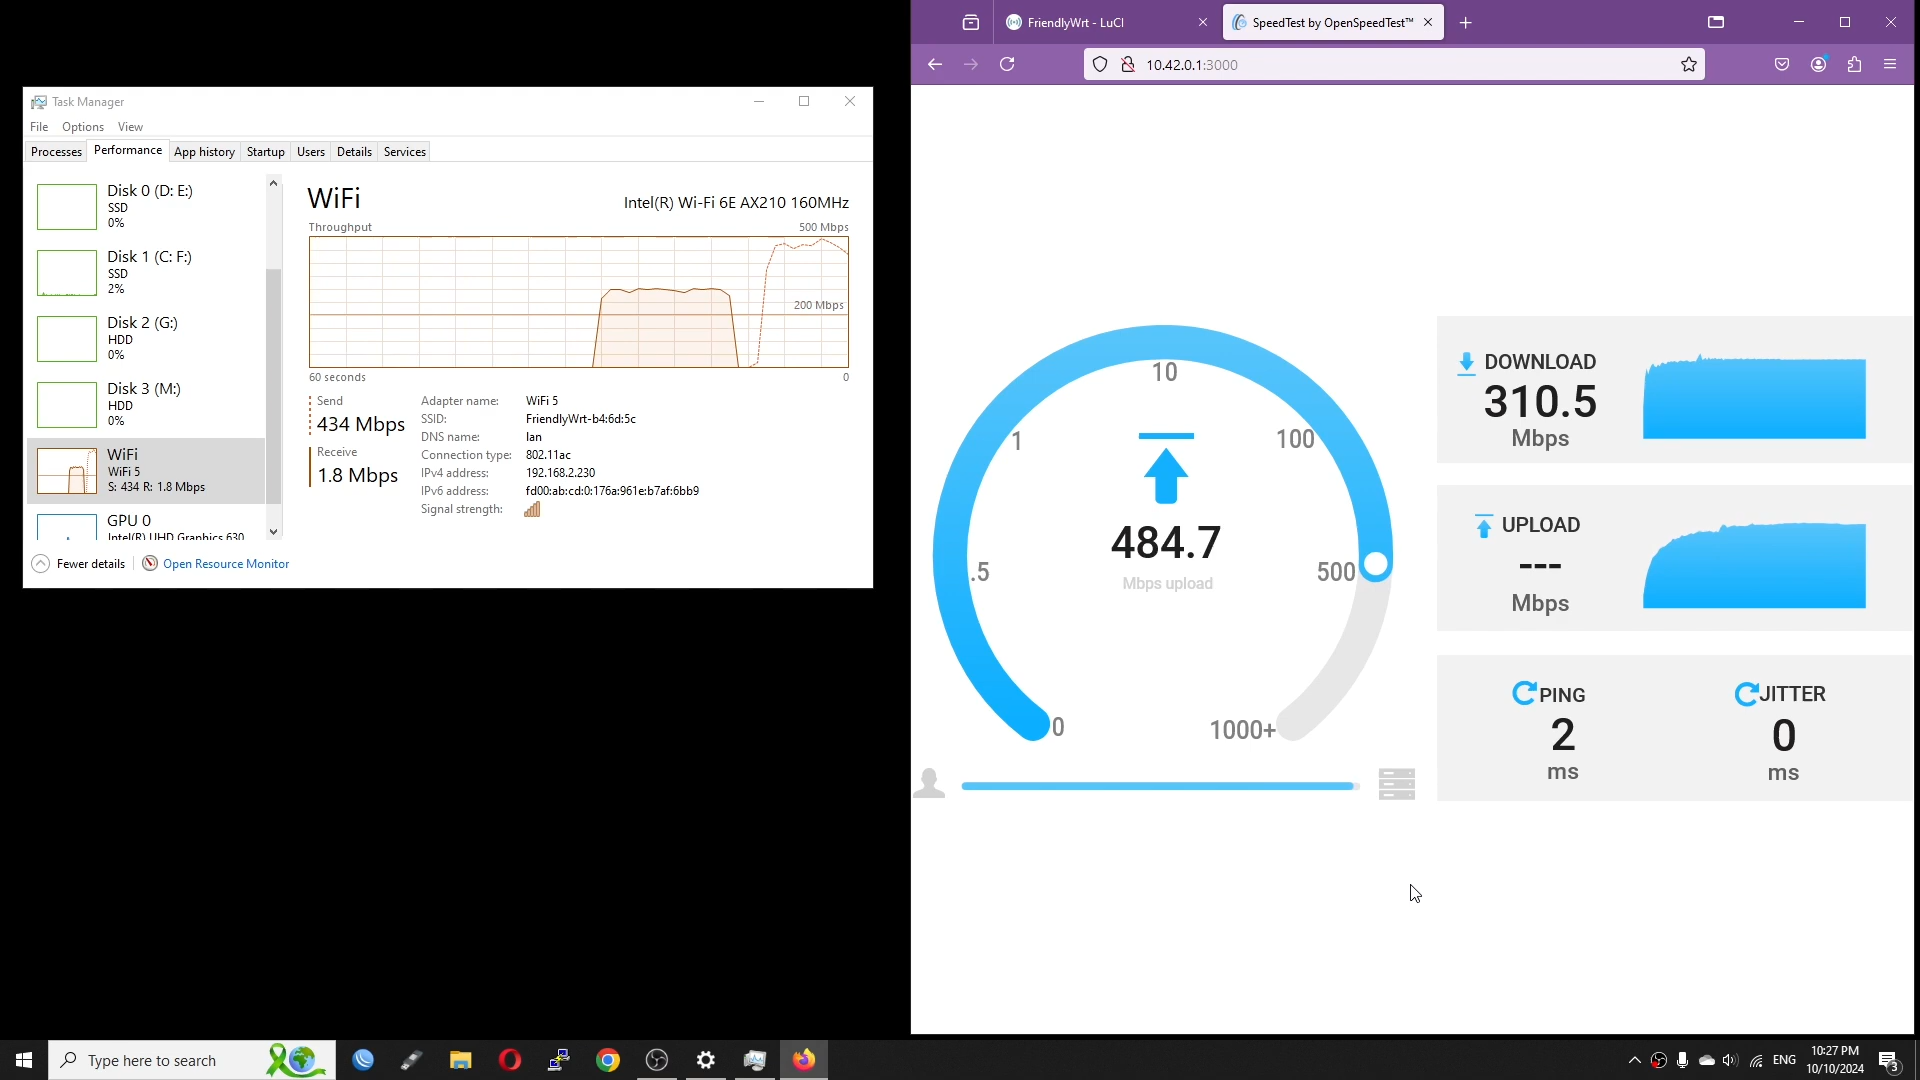 Task Manager
File Options View
Processes Performance App history Startup Users Details Services
Disk 0 (D: E:)
SSD
0%
Disk 1 (C: F:)
SSD
2%
Disk 2 (G:)
HDD
0%
Disk 3 (M:)
HDD
0%
WiFi
WiFi 5
S: 434 R: 1.8 Mbps
GPU 0
Intel(R) UHD Graphics 630
WiFi
Intel(R) Wi-Fi 6E AX210 160MHz
Throughput 500 Mbps
200 Mbps
60 seconds 0
Send
434 Mbps
Receive
1.8 Mbps
Adapter name: WiFi 5
SSID: FriendlyWrt-b4:6d:5c
DNS name: lan
Connection type: 802.11ac
IPv4 address: 192.168.2.230
IPv6 address: fd00:ab:cd:0:176a:961e:b7af:6bb9
Signal strength:
Fewer details Open Resource Monitor
FriendlyWrt - LuCI
SpeedTest by OpenSpeedTest™
10.42.0.1:3000
10
1
100
.5
500
0
1000+
484.7
Mbps upload
DOWNLOAD
310.5
Mbps
UPLOAD
---
Mbps
PING
2
ms
JITTER
0
ms
Type here to search
ENG
10:27 PM
10/10/2024
3